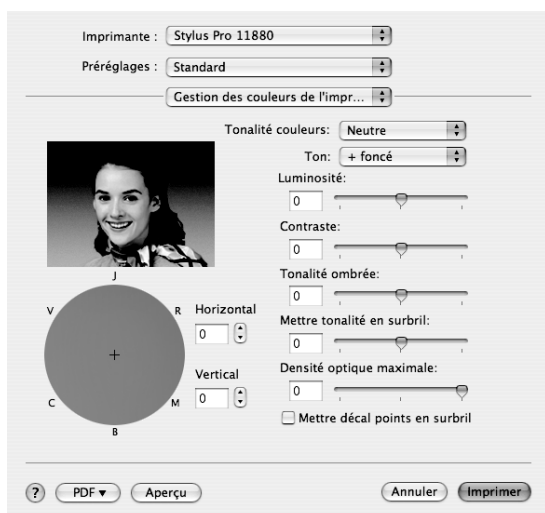 Imprimante : Stylus Pro 11880
Préréglages : Standard
Gestion des couleurs de l'impr...
Tonalité couleurs: Neutre
Ton: + foncé
Luminosité:
0
Contraste:
0
Tonalité ombrée:
0
Mettre tonalité en surbril:
0
Densité optique maximale:
0
Mettre décal points en surbril
J
V R
C M
B
Horizontal
0
Vertical
0
? PDF Aperçu Annuler Imprimer